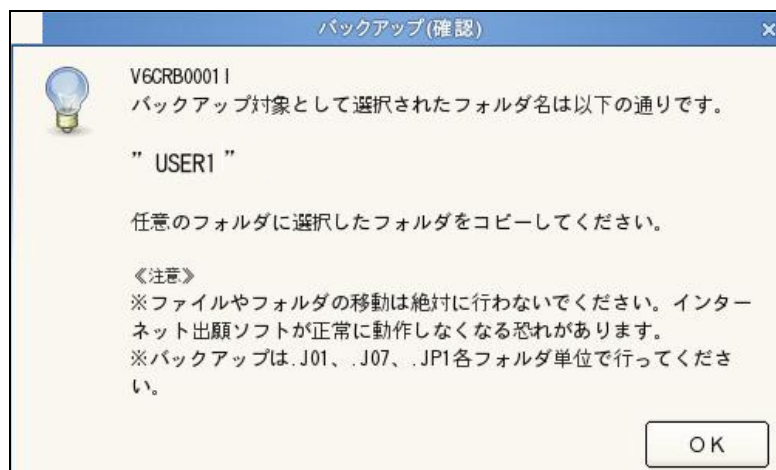 バックアップ(確認)
V6CRB0001I
バックアップ対象として選択されたフォルダ名は以下の通りです。
” USER1 ”
任意のフォルダに選択したフォルダをコピーしてください。
《注意》
※ファイルやフォルダの移動は絶対に行わないでください。インター
ネット出願ソフトが正常に動作しなくなる恐れがあります。
※バックアップは.J01、.J07、.JP1各フォルダ単位で行ってくださ
い。
OK